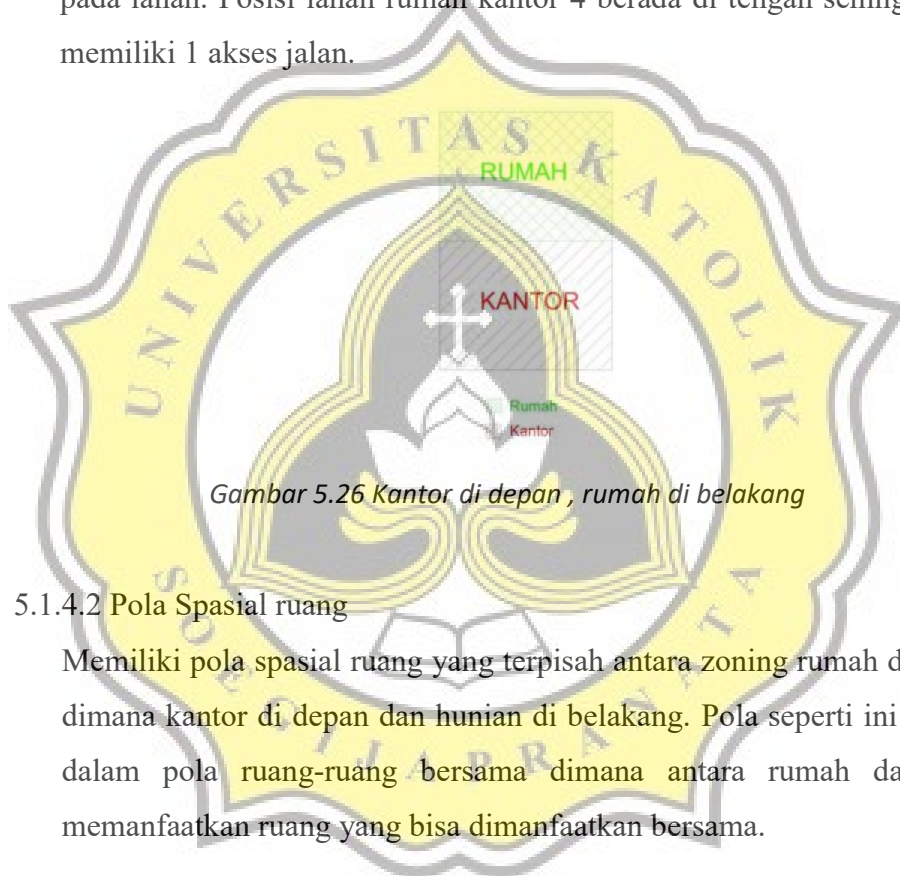 pada lahan. Posisi lahan rumah kantor 4 berada di tengah
memiliki 1 akses jalan.
UNIVERSITAS KATOLIK
RUMAH
KANTOR
Rumah
Kantor
Gambar 5.26 Kantor di depan , rumah di belakang
5.1.4.2 Pola Spasial ruang
Memiliki pola spasial ruang yang terpisah antara zoning rumah
dimana kantor di depan dan hunian di belakang. Pola seperti ini
dalam pola ruang-ruang bersama dimana antara rumah
memanfaatkan ruang yang bisa dimanfaatkan bersama.
SOEGIJAPRANATA